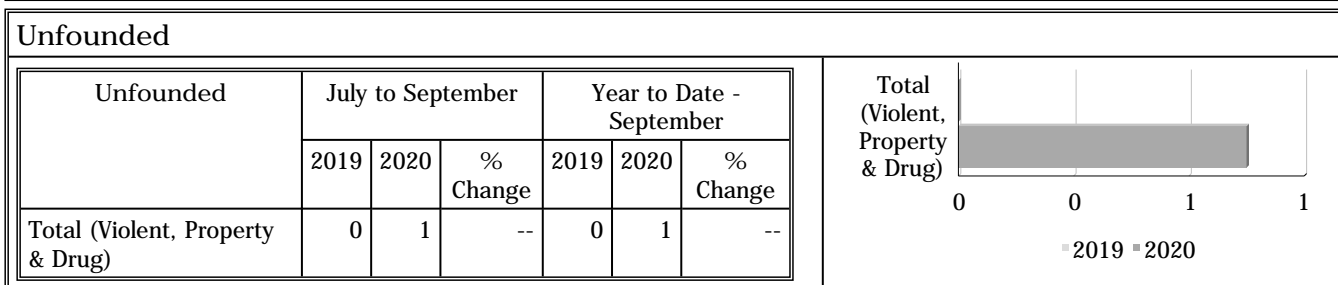 Unfounded
Unfounded
July to September
Year to Date -
September
2019 2020 %
Change
2019 2020 %
Change
Total (Violent, Property
& Drug)
0 1 -- 0 1 --
Total
(Violent,
Property
& Drug)
0 0 1 1
2019 2020